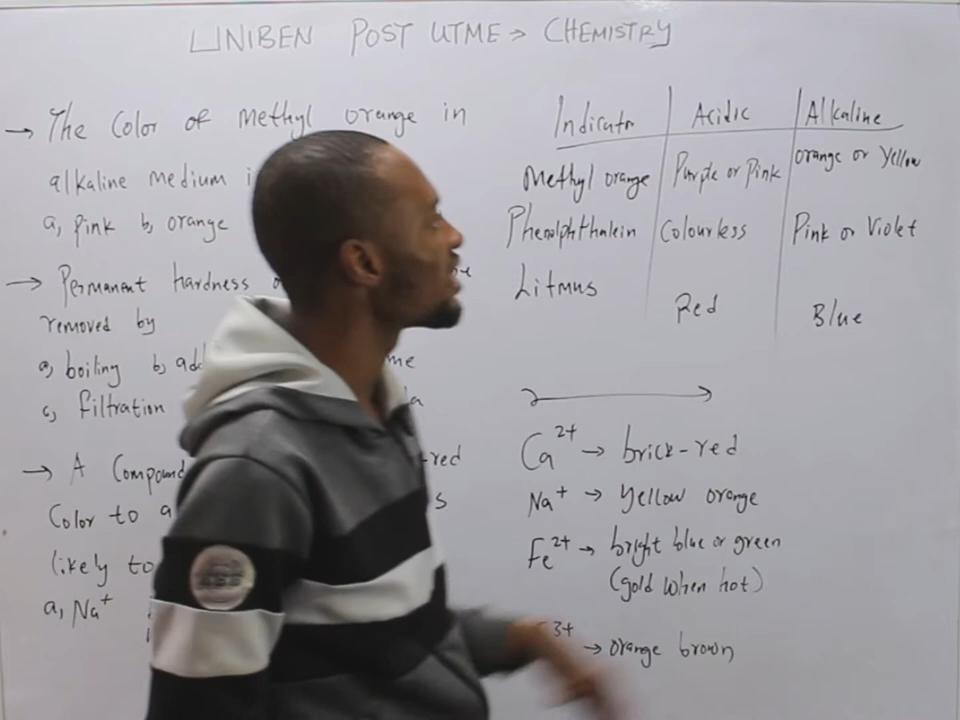 UNIBEN POST UTME > CHEMISTRY
→ The Color of Methyl orange in
alkaline medium
a, pink b, orange
→ Permanent hardness
removed by
a, boiling b,
c, filtration
→ A Compound -red
Color to a
likely to
a, Na⁺
Indicator Acidic Alkaline
Methyl orange Purple or Pink orange or Yellow
Phenolphthalein Colourless Pink or Violet
Litmus Red Blue
Ca²⁺ → brick-red
Na⁺ → Yellow orange
Fe²⁺ → bright blue or green
(gold when hot)
3+ → orange brown